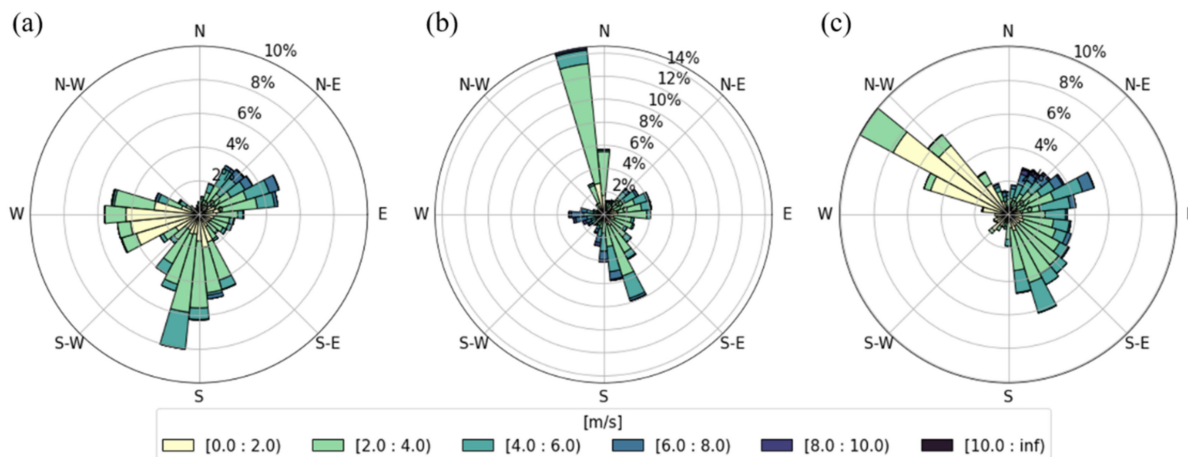 (a)
N
N-E
E
S-E
S
S-W
W
N-W
2%
4%
6%
8%
10%
(b)
N
N-E
E
S-E
S
S-W
W
N-W
2%
4%
6%
8%
10%
12%
14%
(c)
N
N-E
S-E
S
S-W
W
N-W
4%
6%
8%
10%
[m/s]
[0.0 : 2.0) [2.0 : 4.0) [4.0 : 6.0) [6.0 : 8.0) [8.0 : 10.0) [10.0 : inf)